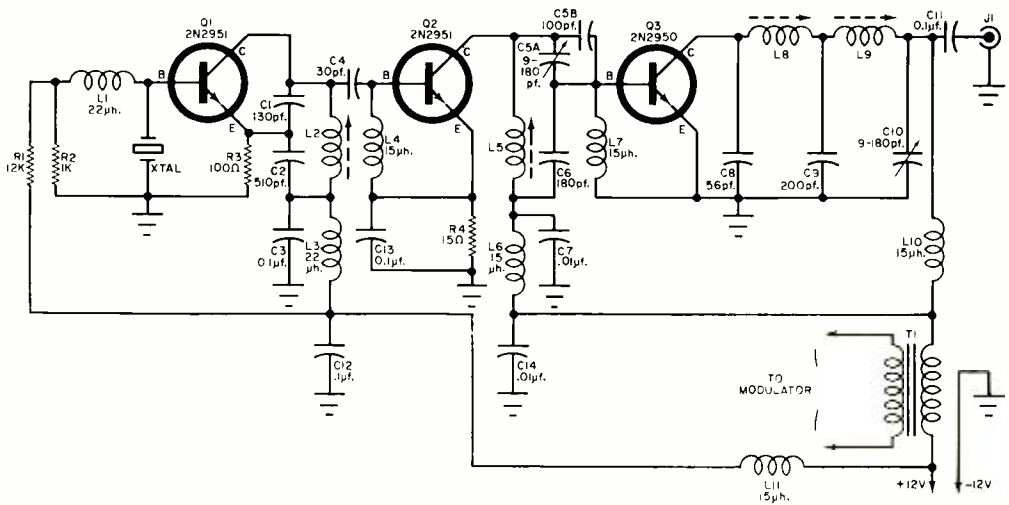 Q1
2N2951
Q2
2N2951
Q3
2N2950
C5B
100pf.
C11
0.1µf.
J1
C
C
C
C5A
9-
180
pf.
L8
L9
C4
30pf.
B
B
B
L1
22µh.
C1
130pf.
E
E
E
L2
L4
15µh.
L5
L7
15µh.
C10
9-180pf.
R1
12K
R2
1K
XTAL
R3
100Ω
C2
510pf.
C6
180pf.
C8
56pf.
C9
200pf.
R4
15Ω
C3
0.1µf.
L3
22
µh.
C13
0.1µf.
L6
15
µh.
C7
.01µf.
L10
15µh.
C12
.1µf.
C14
.01µf.
T1
TO
MODULATOR
L11
15µh.
+12V
-12V